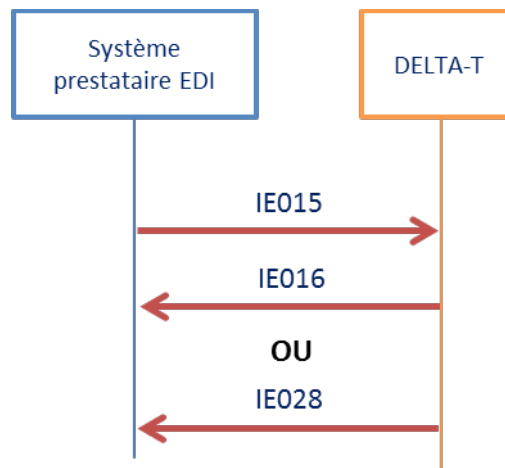 Système
prestataire EDI
DELTA-T
IE015
IE016
OU
IE028